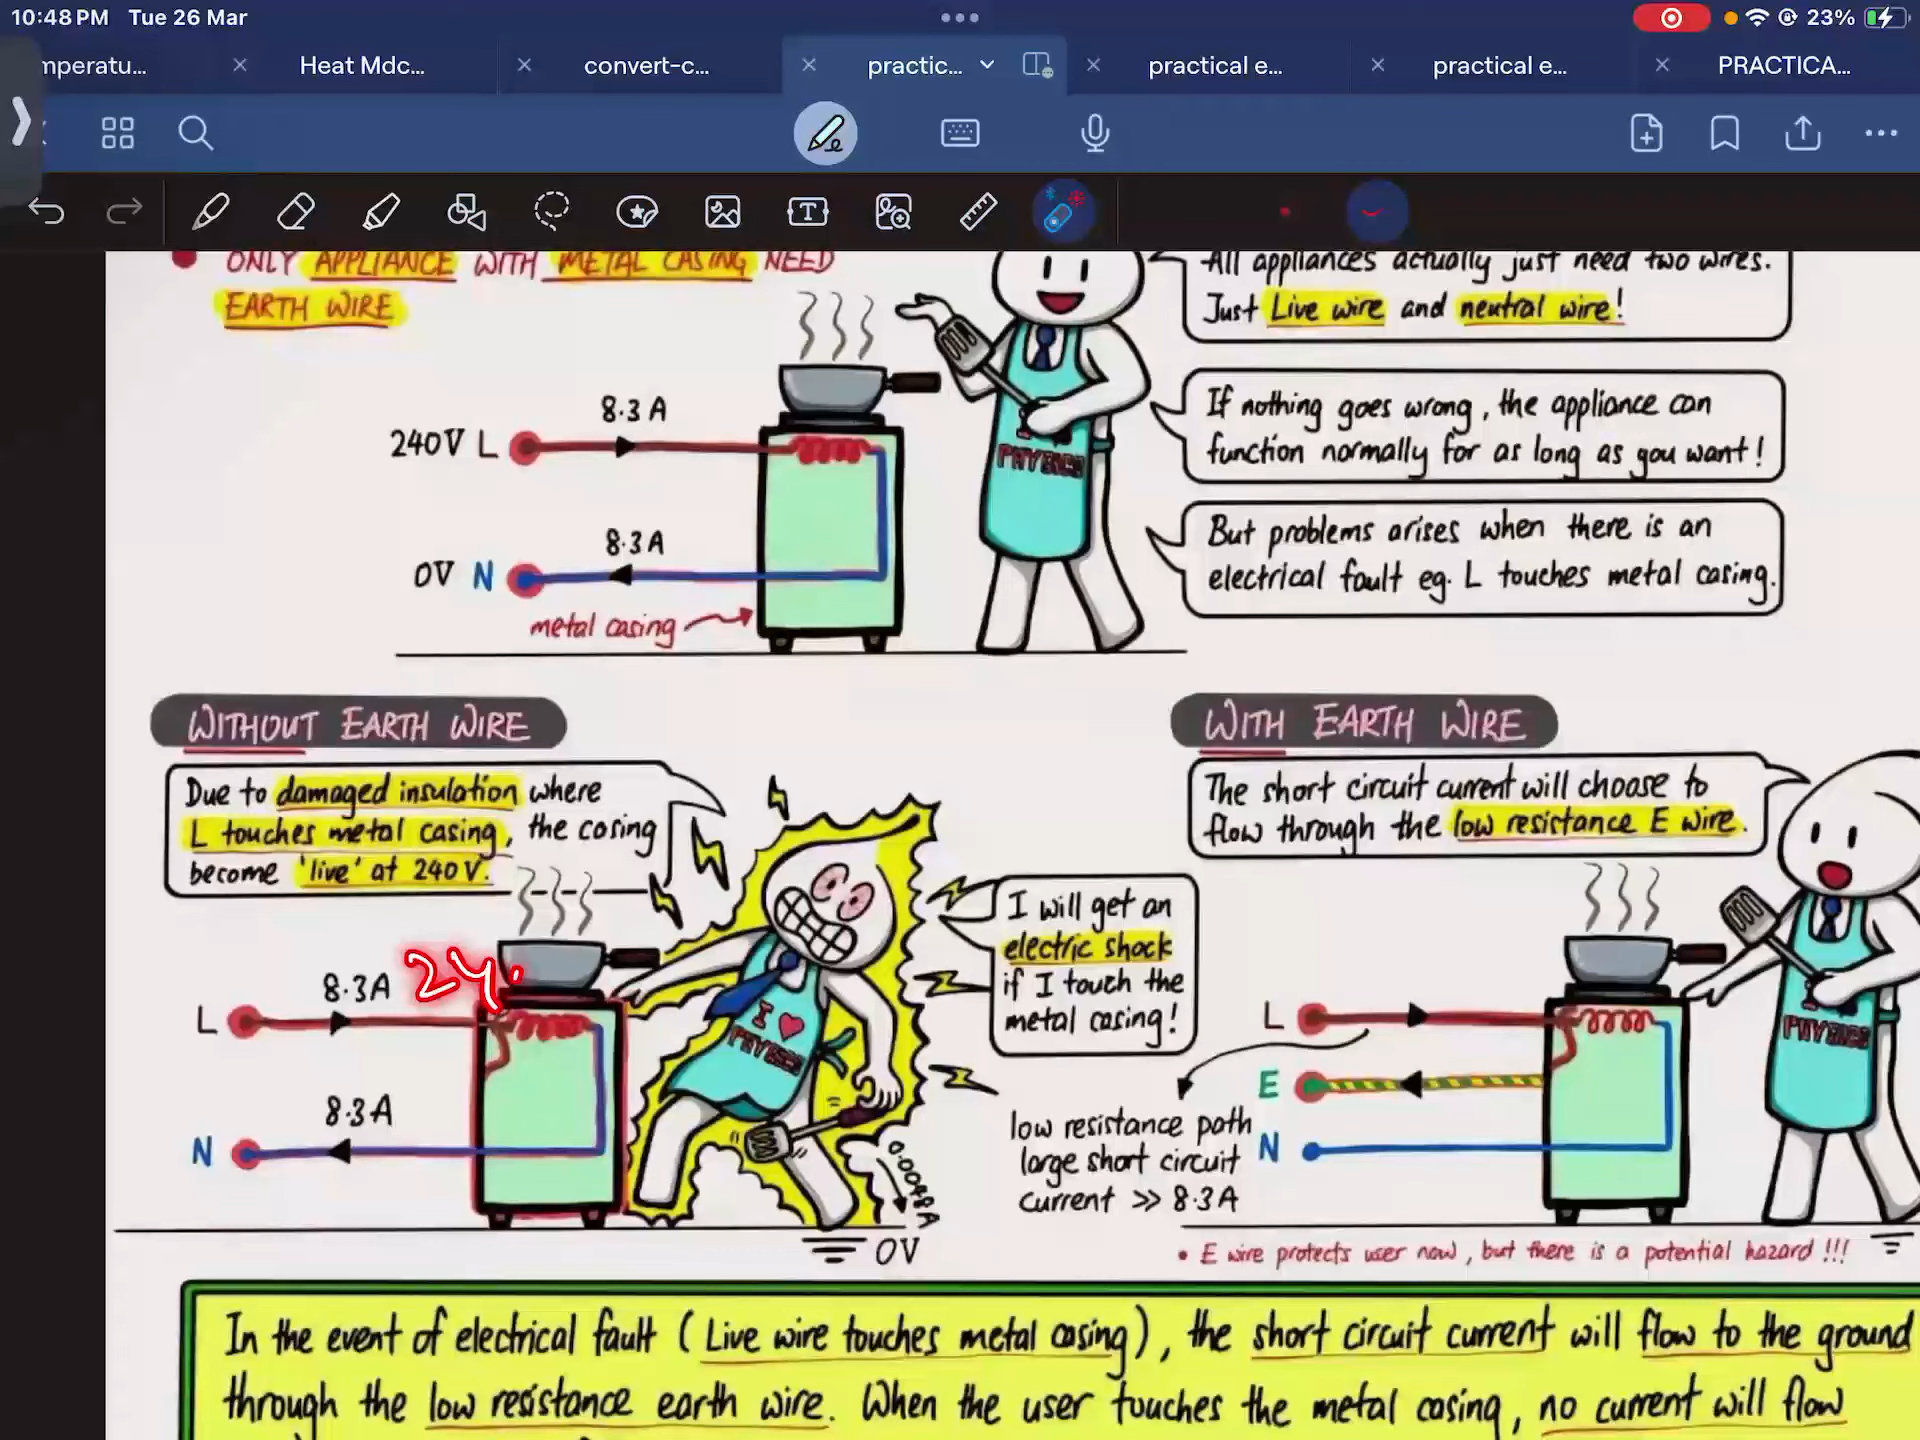 10:48 PM Tue 26 Mar
23%
mperatu...
Heat Mdc...
convert-c...
practic...
practical e...
practical e...
PRACTICA...
ONLY APPLIANCE WITH METAL CASING NEED
EARTH WIRE
All appliances actually just need two wires.
Just Live wire and neutral wire!
If nothing goes wrong, the appliance can
function normally for as long as you want!
But problems arises when there is an
electrical fault eg. L touches metal casing.
8.3 A
240V L
8.3 A
0V N
metal casing
I
PHYSICS
WITHOUT EARTH WIRE
Due to damaged insulation where
L touches metal casing, the casing
become 'live' at 240 V.
I will get an
electric shock
if I touch the
metal casing!
8.3A
24
L
8.3A
N
I
PHYSICS
0.0048A
0V
WITH EARTH WIRE
The short circuit current will choose to
flow through the low resistance E wire.
L
E
N
low resistance path
large short circuit
current >> 8.3A
I
PHYSICS
• E wire protects user now, but there is a potential hazard !!!
In the event of electrical fault (Live wire touches metal casing), the short circuit current will flow to the ground
through the low resistance earth wire. When the user touches the metal casing, no current will flow